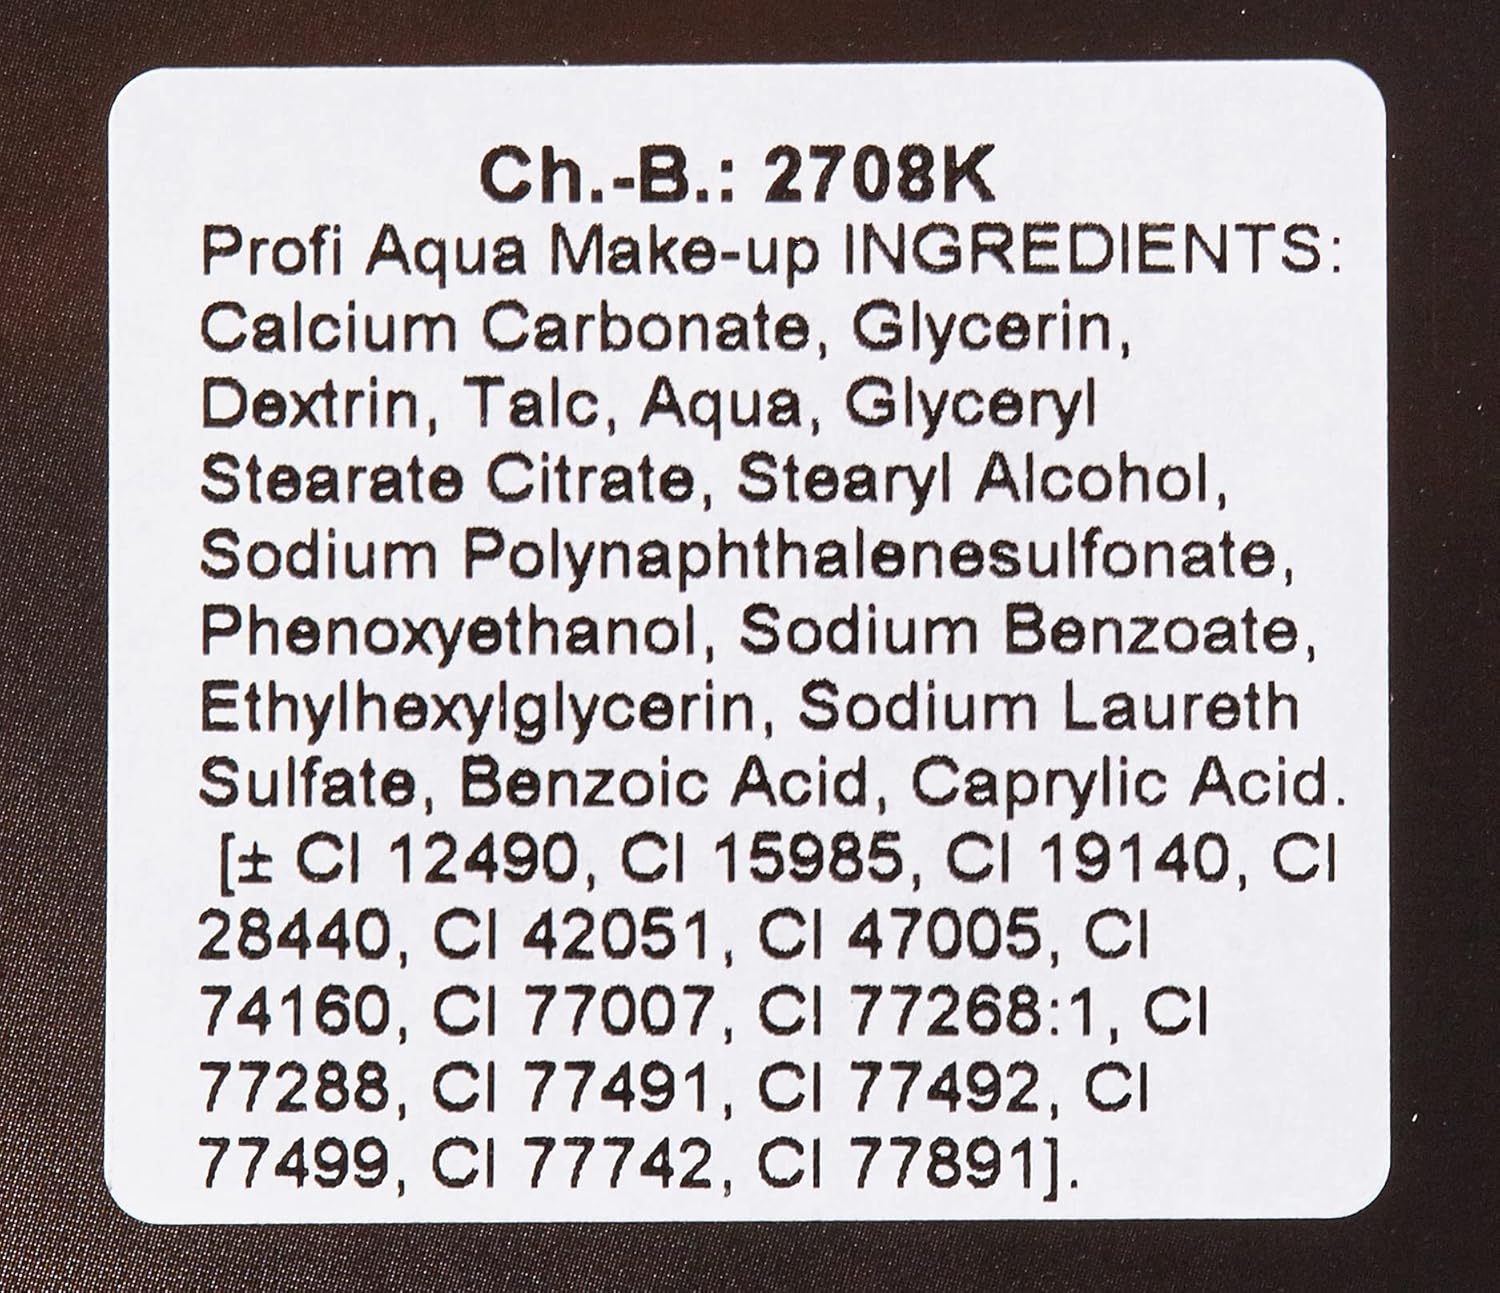 Ch.-B.: 2708K
Profi Aqua Make-up INGREDIENTS:
Calcium Carbonate, Glycerin,
Dextrin, Talc, Aqua, Glyceryl
Stearate Citrate, Stearyl Alcohol,
Sodium Polynaphthalenesulfonate,
Phenoxyethanol, Sodium Benzoate,
Ethylhexylglycerin, Sodium Laureth
Sulfate, Benzoic Acid, Caprylic Acid.
[± CI 12490, CI 15985, CI 19140, CI
28440, CI 42051, CI 47005, CI
74160, CI 77007, CI 77268:1, CI
77288, CI 77491, CI 77492, CI
77499, CI 77742, CI 77891].